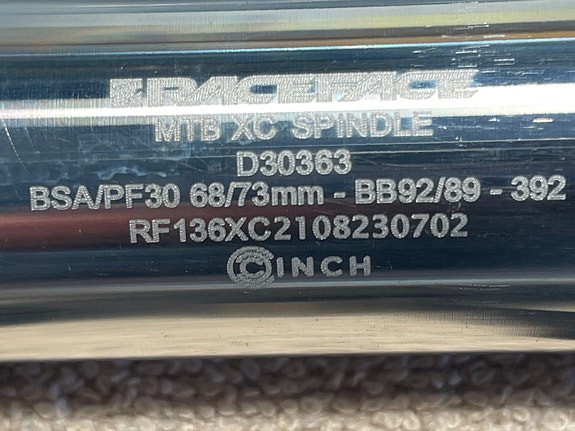 RACEFACE
MTB XC SPINDLE
D30363
BSA/PF30 68/73mm - BB92/89 - 392
RF136XC2108230702
CINCH